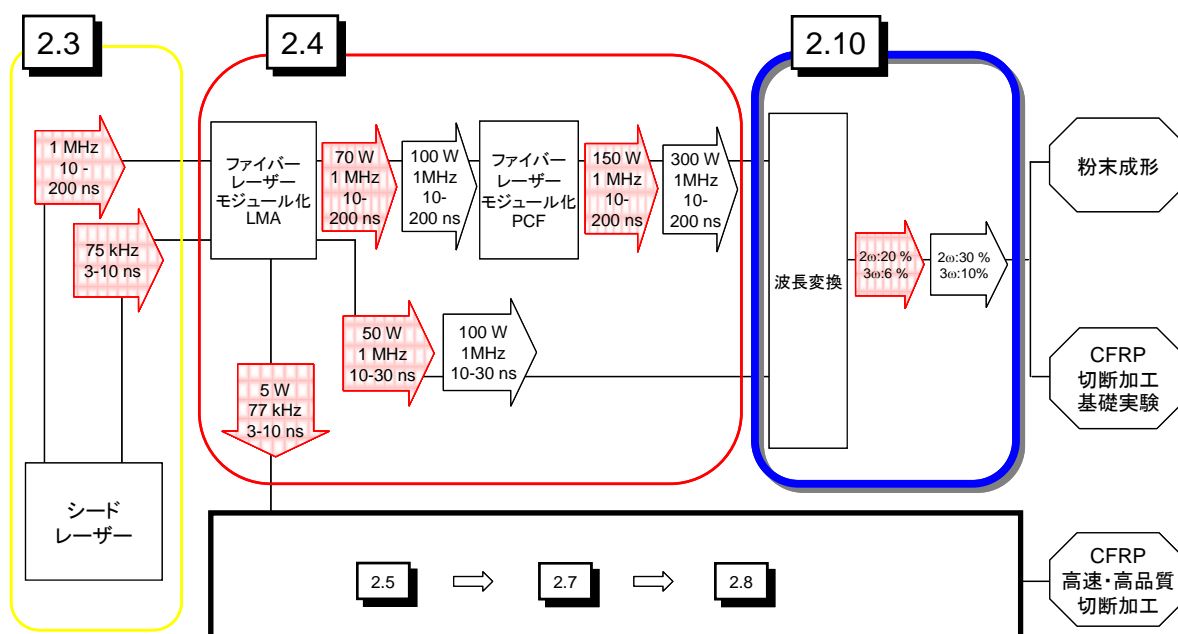 2.3
2.4
2.10
1 MHz
10 -
200 ns
75 kHz
3-10 ns
シード
レーザー
ファイバー
レーザー
モジュール化
LMA
70 W
1 MHz
10-
200 ns
100 W
1MHz
10-
200 ns
ファイバー
レーザー
モジュール化
PCF
150 W
1 MHz
10-
200 ns
300 W
1MHz
10-
200 ns
50 W
1 MHz
10-30 ns
100 W
1MHz
10-30 ns
5 W
77 kHz
3-10 ns
波長変換
2ω:20 %
3ω:6 %
2ω:30 %
3ω:10%
粉末成形
CFRP
切断加工
基礎実験
2.5
2.7
2.8
CFRP
高速・高品質
切断加工